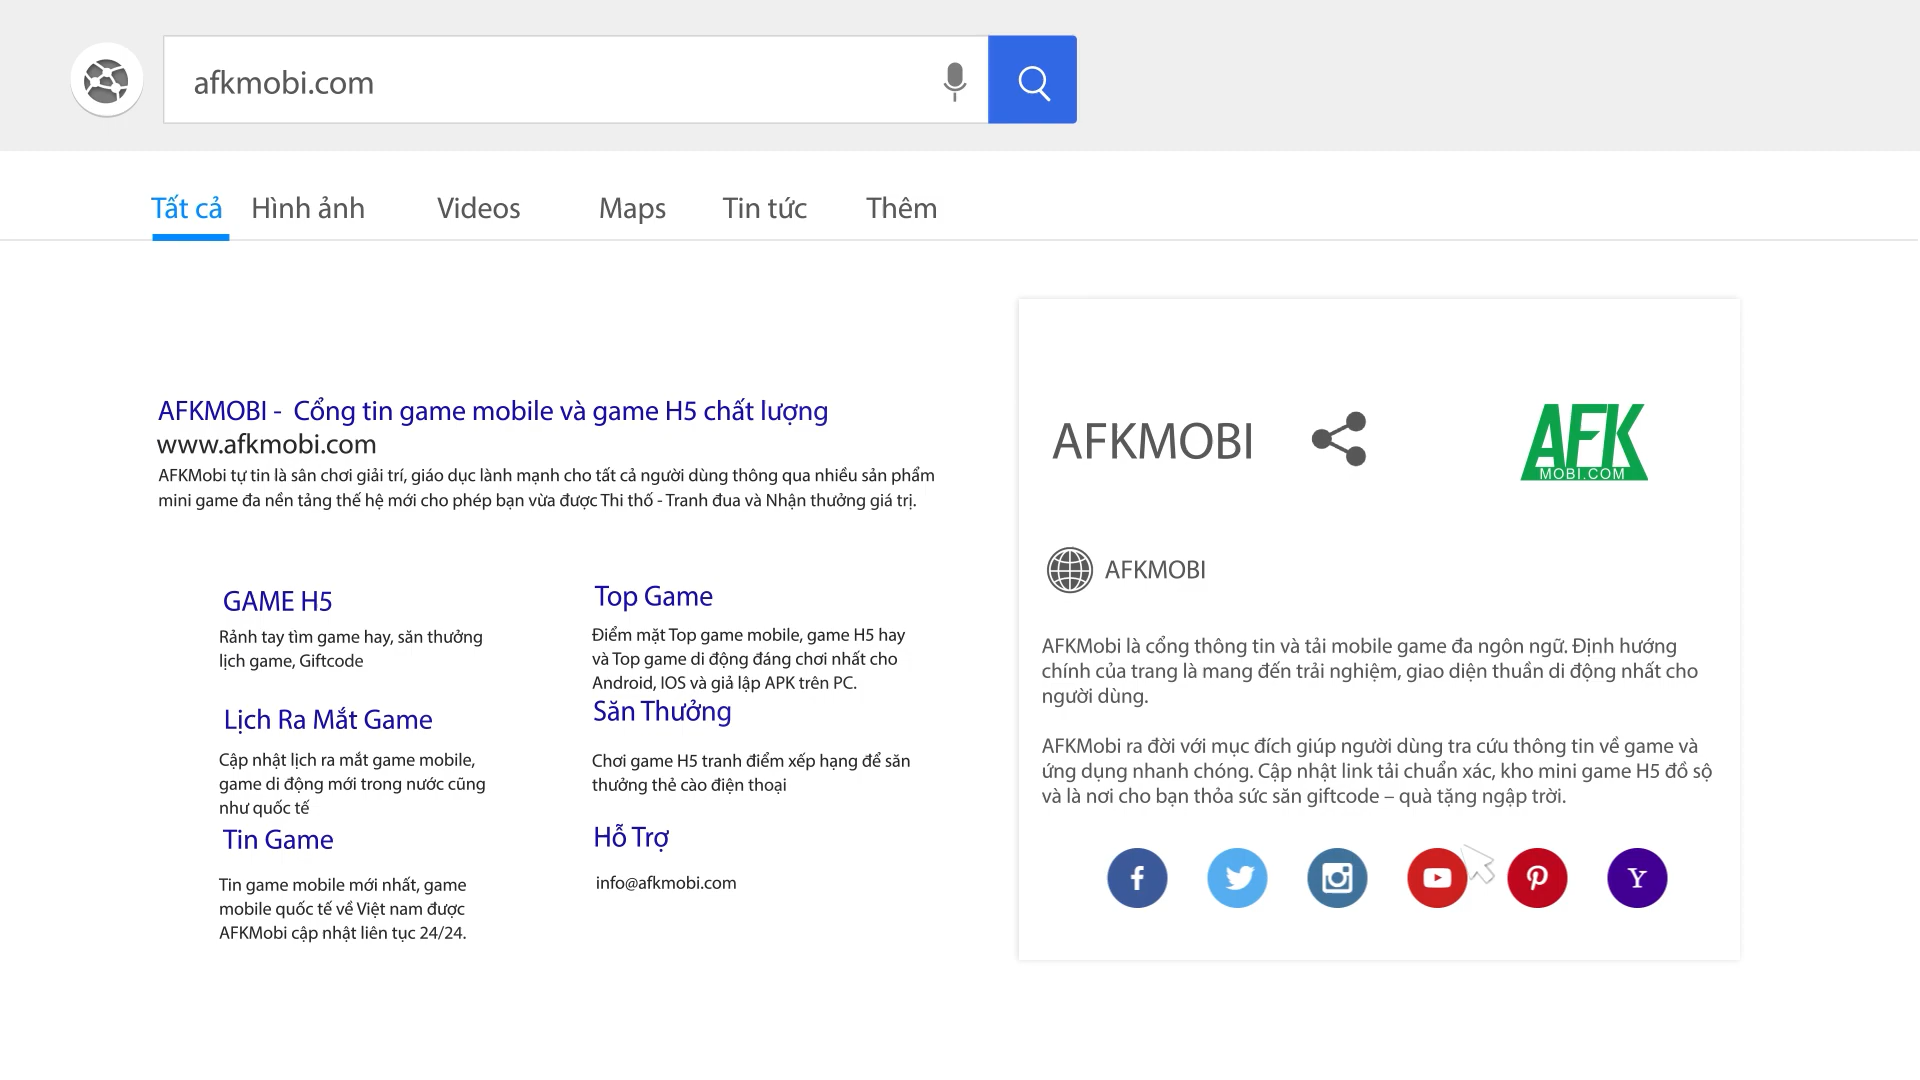 afkmobi.com
Tất cả Hình ảnh Videos Maps Tin tức Thêm
AFKMOBI - Cổng tin game mobile và game H5 chất lượng
www.afkmobi.com
AFKMobi tự tin là sân chơi giải trí, giáo dục lành mạnh cho tất cả người dùng thông qua nhiều sản phẩm
mini game đa nền tảng thế hệ mới cho phép bạn vừa được Thi thố - Tranh đua và Nhận thưởng giá trị.
GAME H5
Rảnh tay tìm game hay, săn thưởng
lịch game, Giftcode
Lịch Ra Mắt Game
Cập nhật lịch ra mắt game mobile,
game di động mới trong nước cũng
như quốc tế
Tin Game
Tin game mobile mới nhất, game
mobile quốc tế về Việt nam được
AFKMobi cập nhật liên tục 24/24.
Top Game
Điểm mặt Top game mobile, game H5 hay
và Top game di động đáng chơi nhất cho
Android, IOS và giả lập APK trên PC.
Săn Thưởng
Chơi game H5 tranh điểm xếp hạng để săn
thưởng thẻ cào điện thoại
Hỗ Trợ
info@afkmobi.com
AFKMOBI
AFK
MOBI.COM
AFKMOBI
AFKMobi là cổng thông tin và tải mobile game đa ngôn ngữ. Định hướng
chính của trang là mang đến trải nghiệm, giao diện thuần di động nhất cho
người dùng.
AFKMobi ra đời với mục đích giúp người dùng tra cứu thông tin về game và
ứng dụng nhanh chóng. Cập nhật link tải chuẩn xác, kho mini game H5 đồ sộ
và là nơi cho bạn thỏa sức săn giftcode – quà tặng ngập trời.